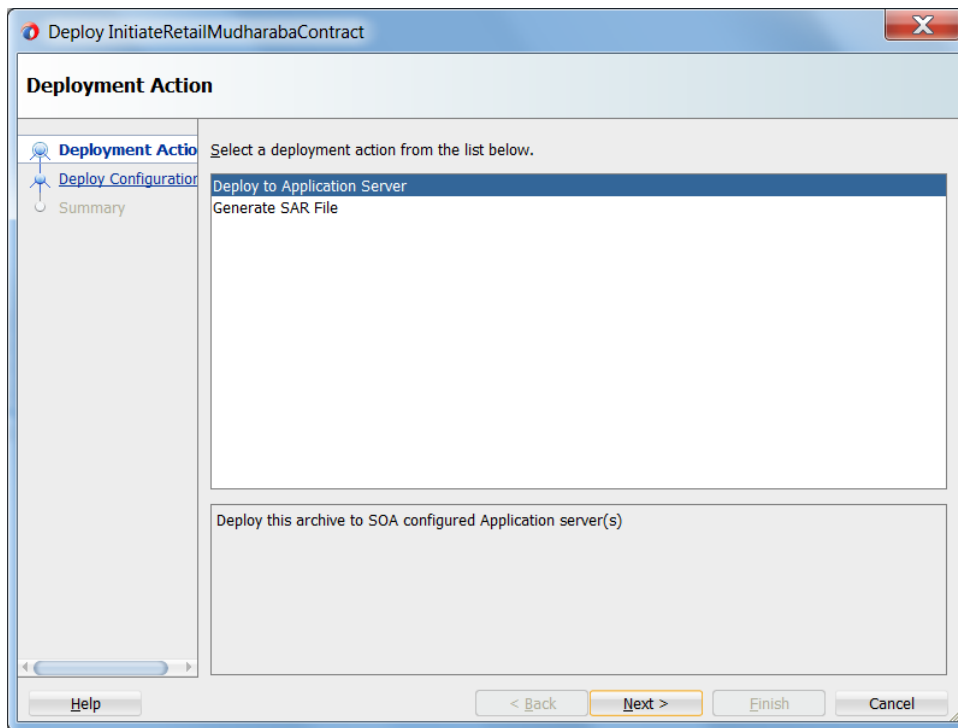 Deploy InitiateRetailMudharabaContract
Deployment Action
Deployment Actio
Deploy Configuration
Summary
Select a deployment action from the list below.
Deploy to Application Server
Generate SAR File
Deploy this archive to SOA configured Application server(s)
Help
< Back
Next >
Finish
Cancel